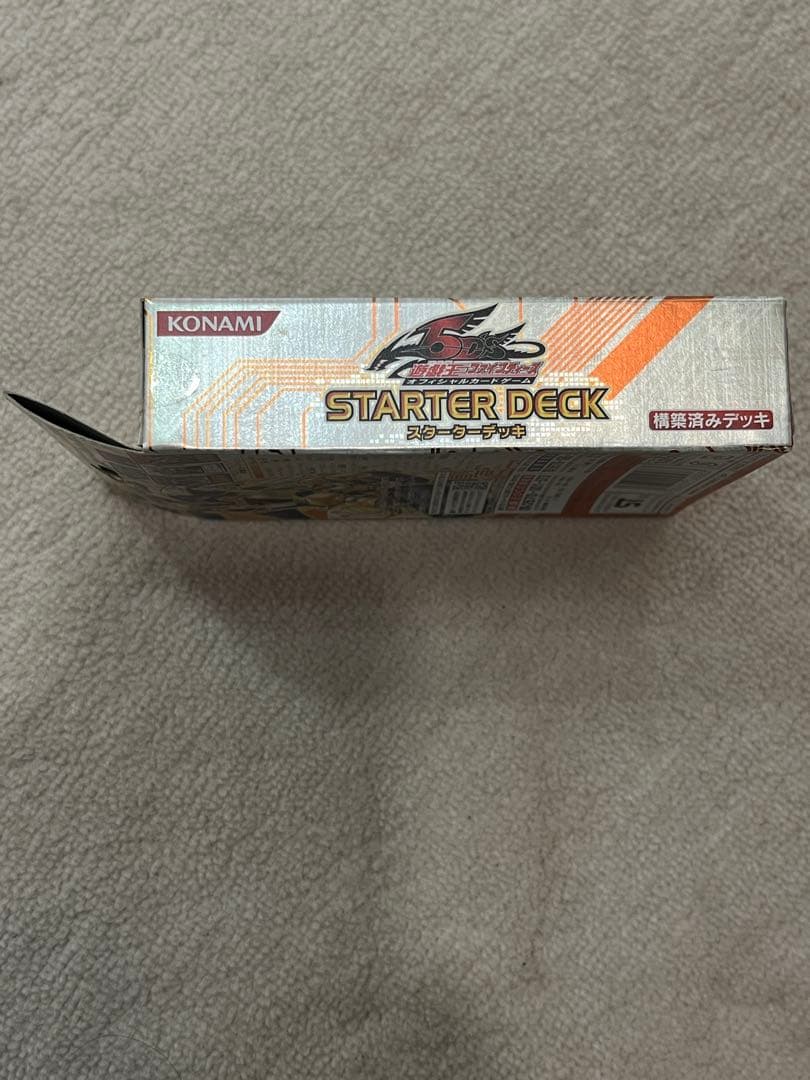 KONAMI
5D's
遊戯王ファイブディーズ
オフィシャルカードゲーム
STARTER DECK
スターターデッキ
構築済みデッキ